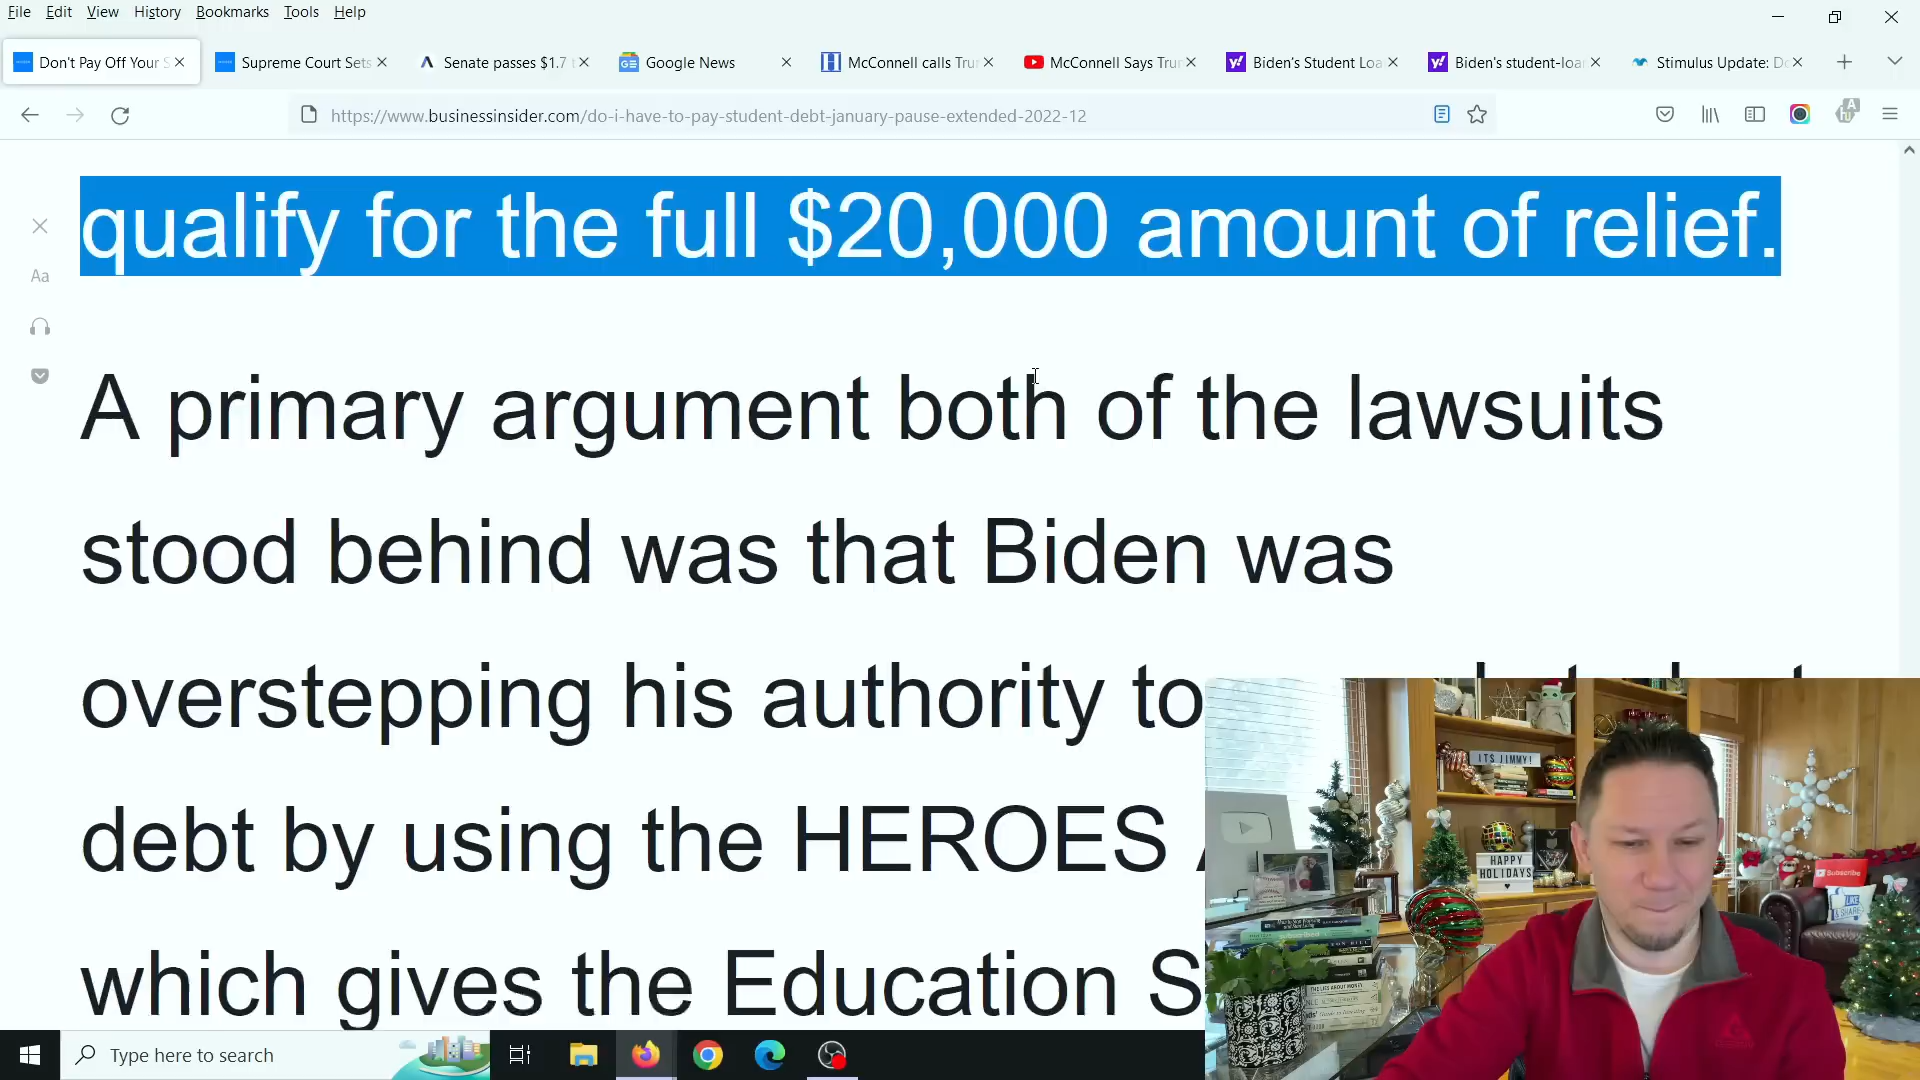 File Edit View History Bookmarks Tools Help
Don't Pay Off Your S
Supreme Court Sets
Senate passes $1.7 t
Google News
McConnell calls Tru
McConnell Says Tru
Biden's Student Loa
Biden's student-loa
Stimulus Update: Do
https://www.businessinsider.com/do-i-have-to-pay-student-debt-january-pause-extended-2022-12
Aa
qualify for the full $20,000 amount of relief.
A primary argument both of the lawsuits
stood behind was that Biden was
overstepping his authority to
debt by using the HEROES
which gives the Education S
ITS JIMMY!
HAPPY
HOLIDAYS
Subscribe
LIKE
& SHARE
Type here to search